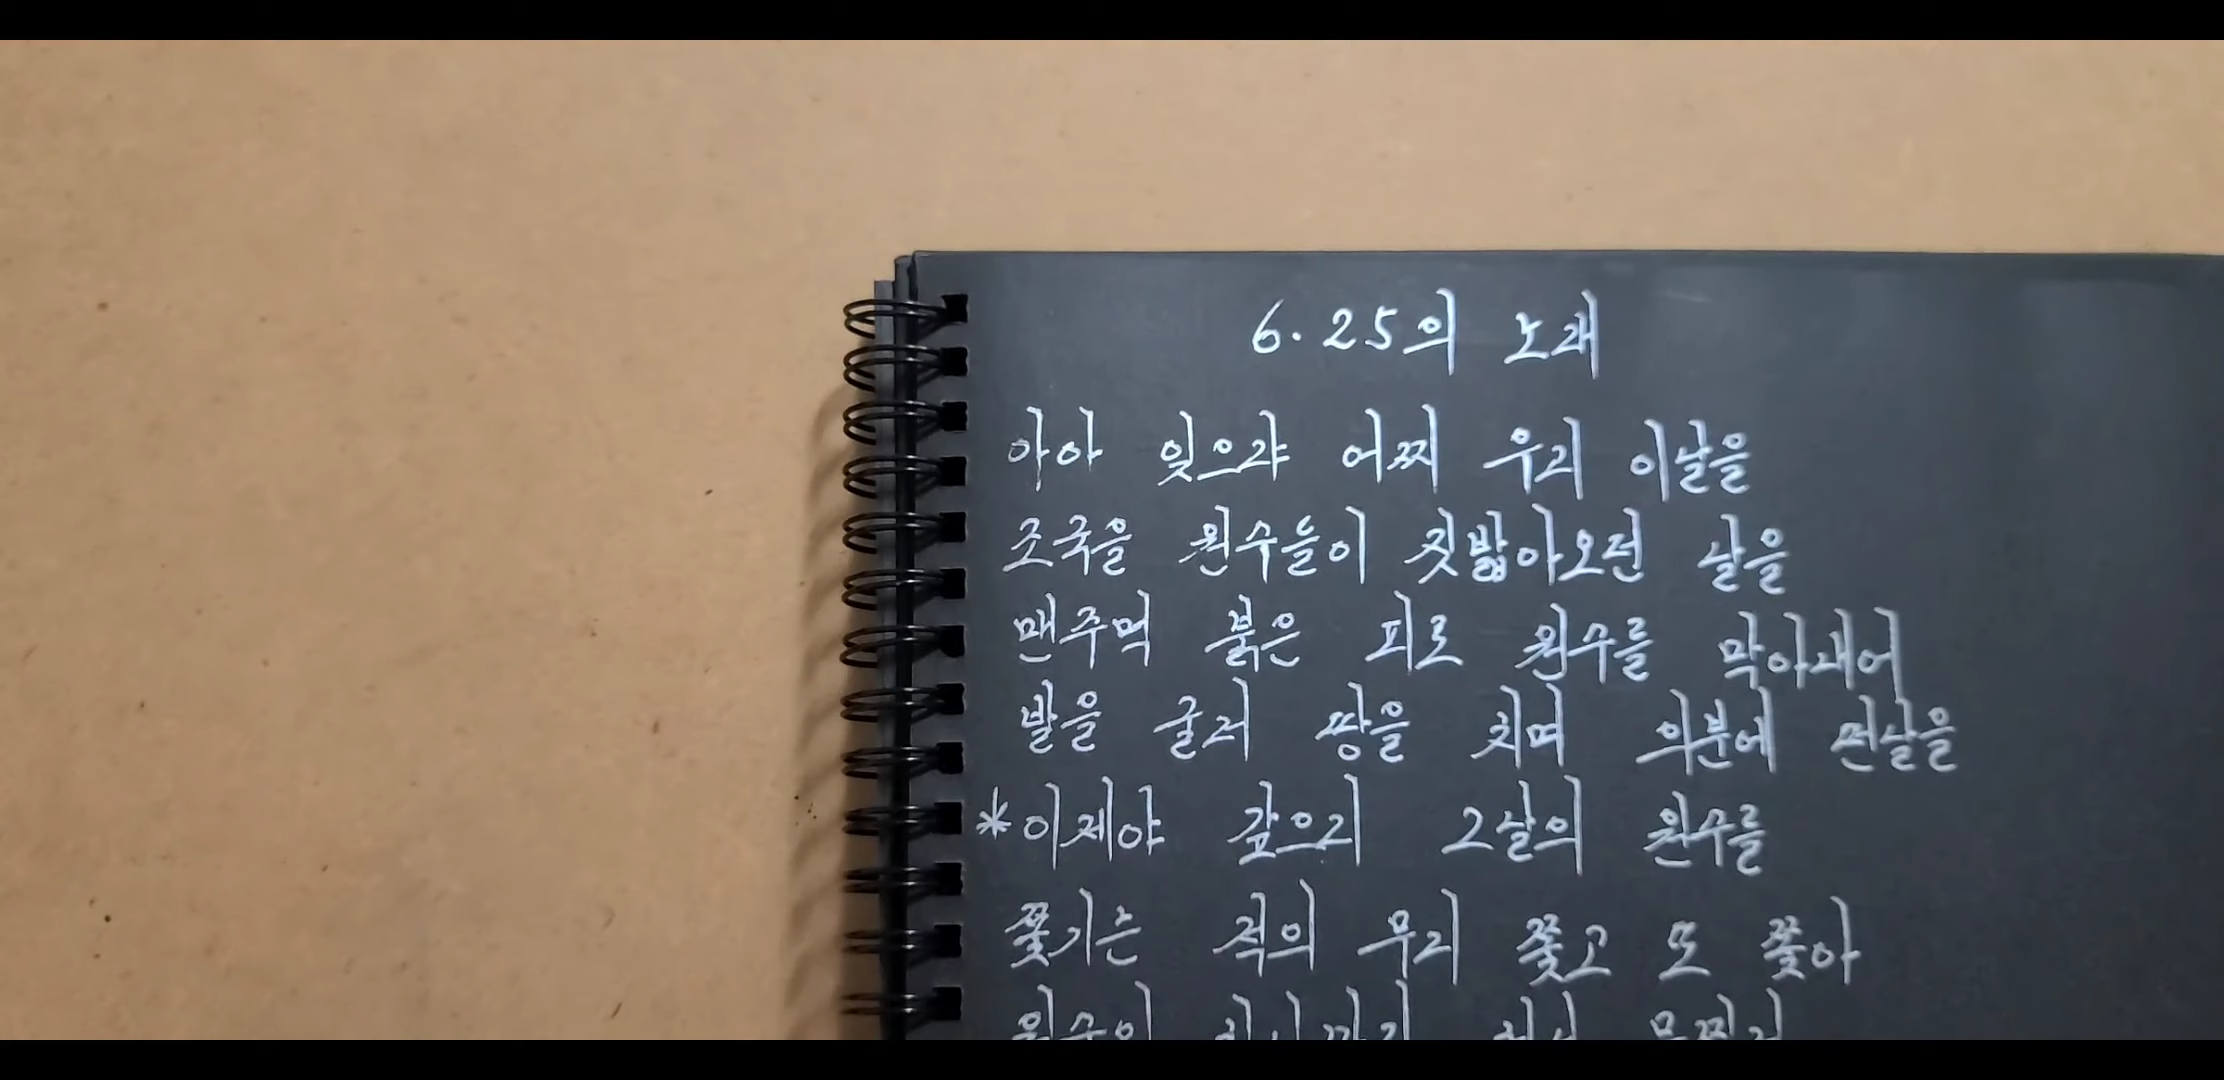 6.25의 노래
아아 잊으랴 어찌 우리 이날을
조국을 원수들이 짓밟아오던 날을
맨주먹 붉은 피로 원수를 막아내어
발을 굴러 땅을 치며 의분에 떤날을
*이제야 갚으리 그날의 원수를
쫓기는 적의 무리 쫓고 또 쫓아